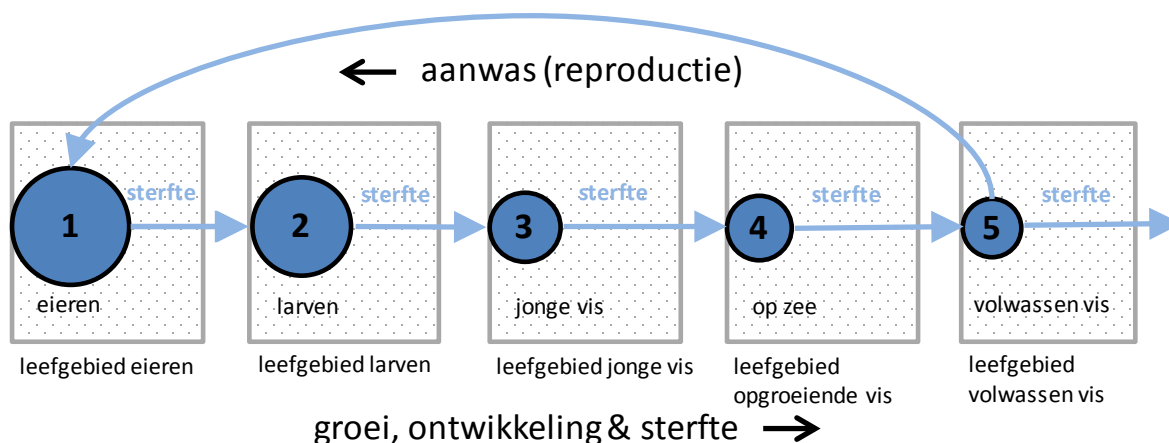 ← aanwas (reproductie)
sterfte sterfte sterfte sterfte sterfte
1 2 3 4 5
eieren larven jonge vis op zee volwassen vis
leefgebied eieren leefgebied larven leefgebied jonge vis leefgebied opgroeiende vis leefgebied volwassen vis
groei, ontwikkeling & sterfte →